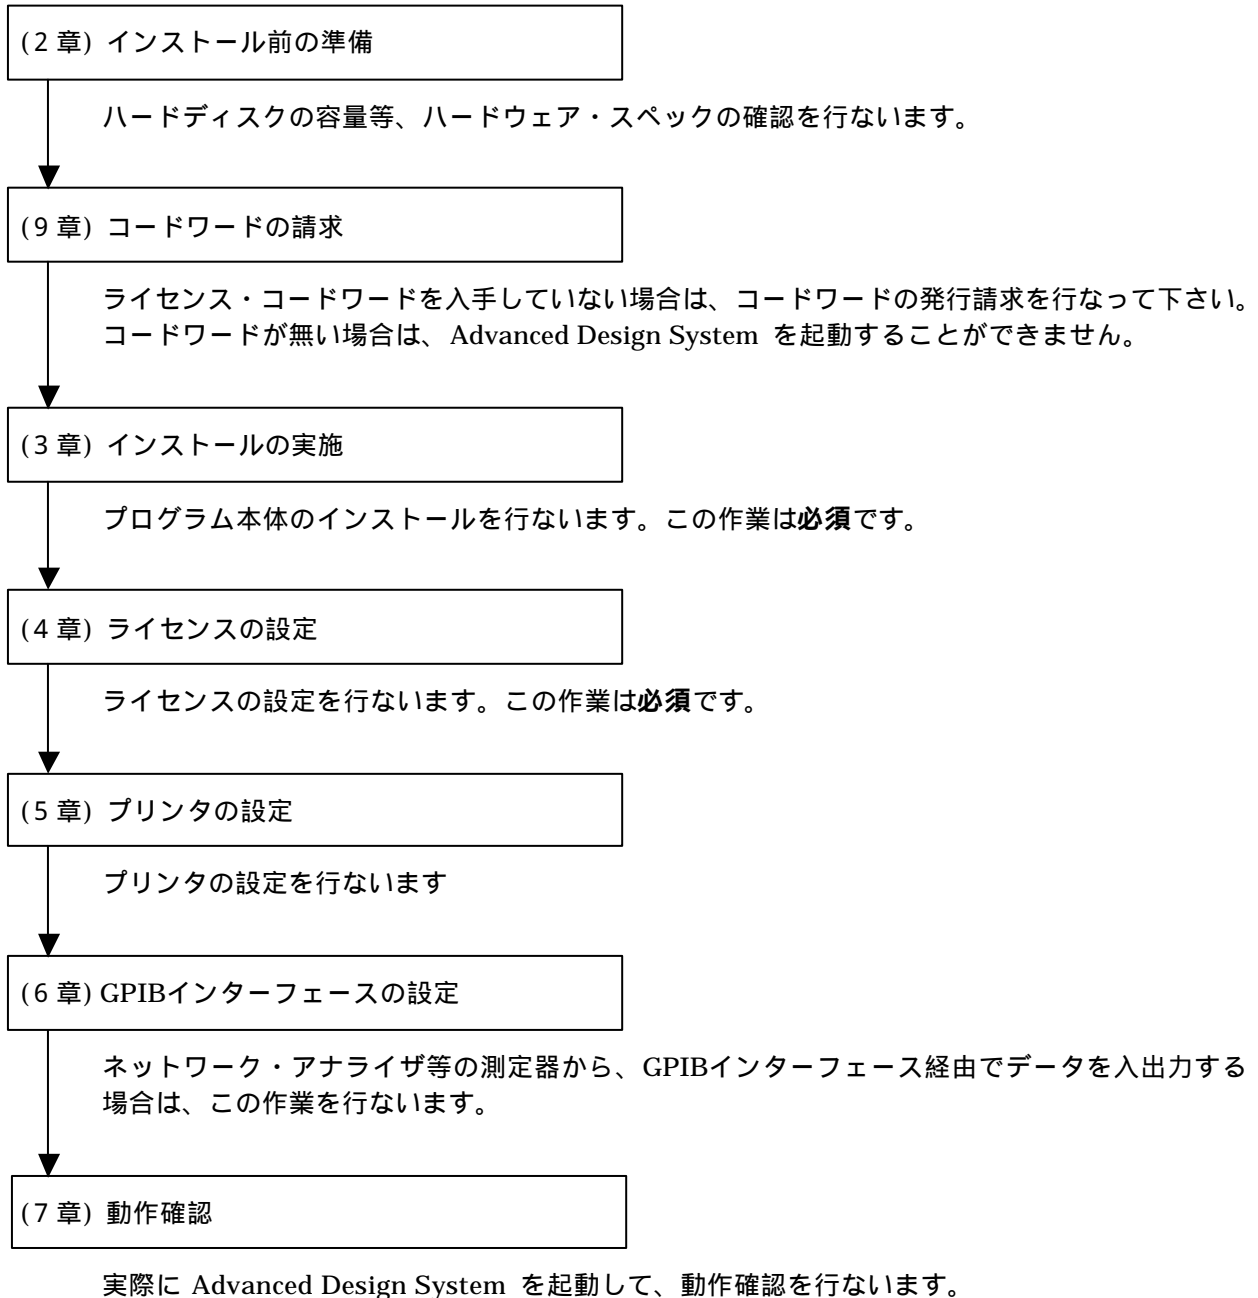 (2 章) インストール前の準備
ハードディスクの容量等、ハードウェア・スペックの確認を行ないます。
(9 章) コードワードの請求
ライセンス・コードワードを入手していない場合は、コードワードの発行請求を行なって下さい。
コードワードが無い場合は、Advanced Design System を起動することができません。
(3 章) インストールの実施
プログラム本体のインストールを行ないます。この作業は必須です。
(4 章) ライセンスの設定
ライセンスの設定を行ないます。この作業は必須です。
(5 章) プリンタの設定
プリンタの設定を行ないます
(6 章) GPIBインターフェースの設定
ネットワーク・アナライザ等の測定器から、GPIBインターフェース経由でデータを入出力する
場合は、この作業を行ないます。
(7 章) 動作確認
実際に Advanced Design System を起動して、動作確認を行ないます。